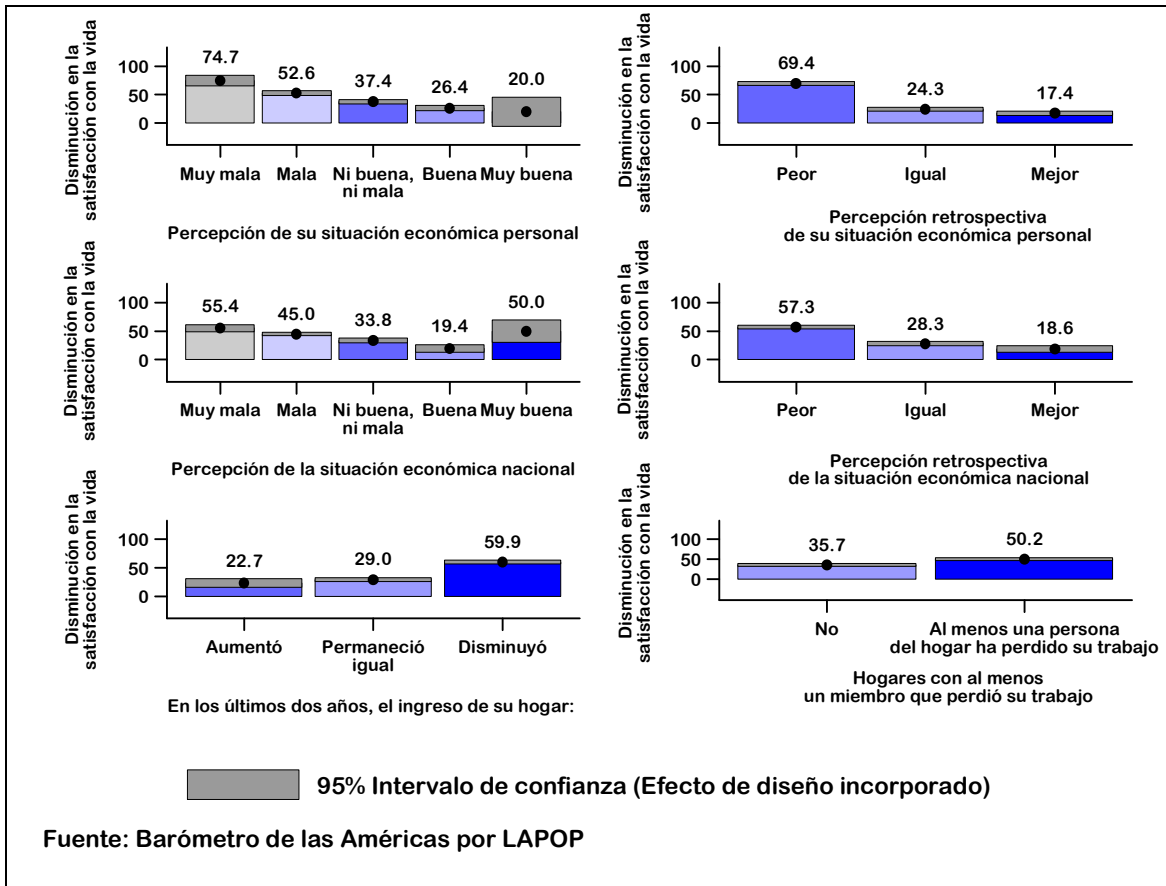 Disminución en la
satisfacción con la vida
100
50
0
74.7
52.6
37.4
26.4
20.0
Muy mala
Mala
Ni buena,
ni mala
Buena
Muy buena
Percepción de su situación económica personal
Disminución en la
satisfacción con la vida
100
50
0
69.4
24.3
17.4
Peor
Igual
Mejor
Percepción retrospectiva
de su situación económica personal
Disminución en la
satisfacción con la vida
100
50
0
55.4
45.0
33.8
19.4
50.0
Muy mala
Mala
Ni buena,
ni mala
Buena
Muy buena
Percepción de la situación económica nacional
Disminución en la
satisfacción con la vida
100
50
0
57.3
28.3
18.6
Peor
Igual
Mejor
Percepción retrospectiva
de la situación económica nacional
Disminución en la
satisfacción con la vida
100
50
0
22.7
29.0
59.9
Aumentó
Permaneció
igual
Disminuyó
En los últimos dos años, el ingreso de su hogar:
Disminución en la
satisfacción con la vida
100
50
0
35.7
50.2
No
Al menos una persona
del hogar ha perdido su trabajo
Hogares con al menos
un miembro que perdió su trabajo
95% Intervalo de confianza (Efecto de diseño incorporado)
Fuente: Barómetro de las Américas por LAPOP